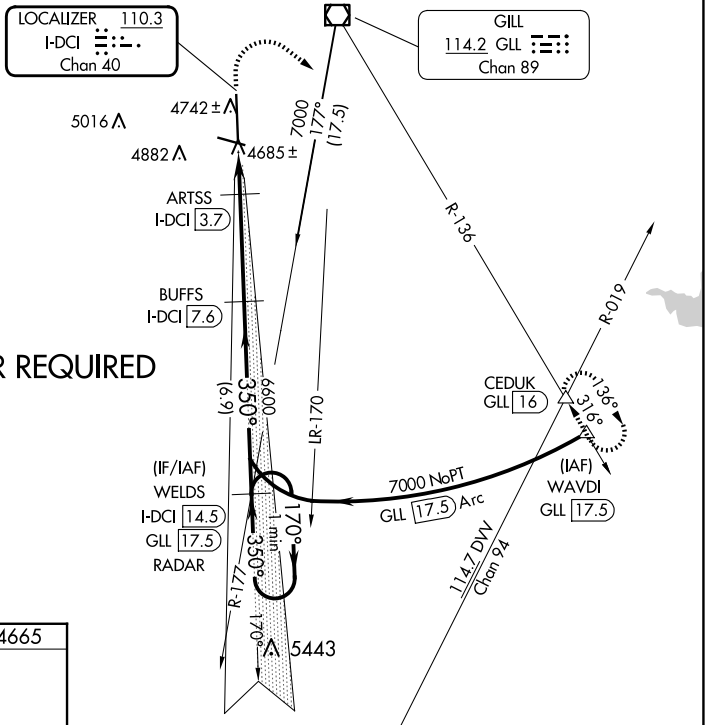 LOCALIZER 110.3
I-DCI
Chan 40
GILL
114.2 GLL
Chan 89
5016
4742 ±
4882
4685 ±
7000
177°
(17.5)
ARTSS
I-DCI 3.7
R-136
R-019
BUFFS
I-DCI 7.6
R REQUIRED
CEDUK
GLL 16
136°
316°
6600
350°
(6.9)
LR-170
(IF/IAF)
WELDS
I-DCI 14.5
GLL 17.5
RADAR
7000 NoPT
GLL 17.5 Arc
(IAF)
WAVDI
GLL 17.5
170°
1 min
350°
R-177
170°
5443
114.7 DVV
Chan 94
4665